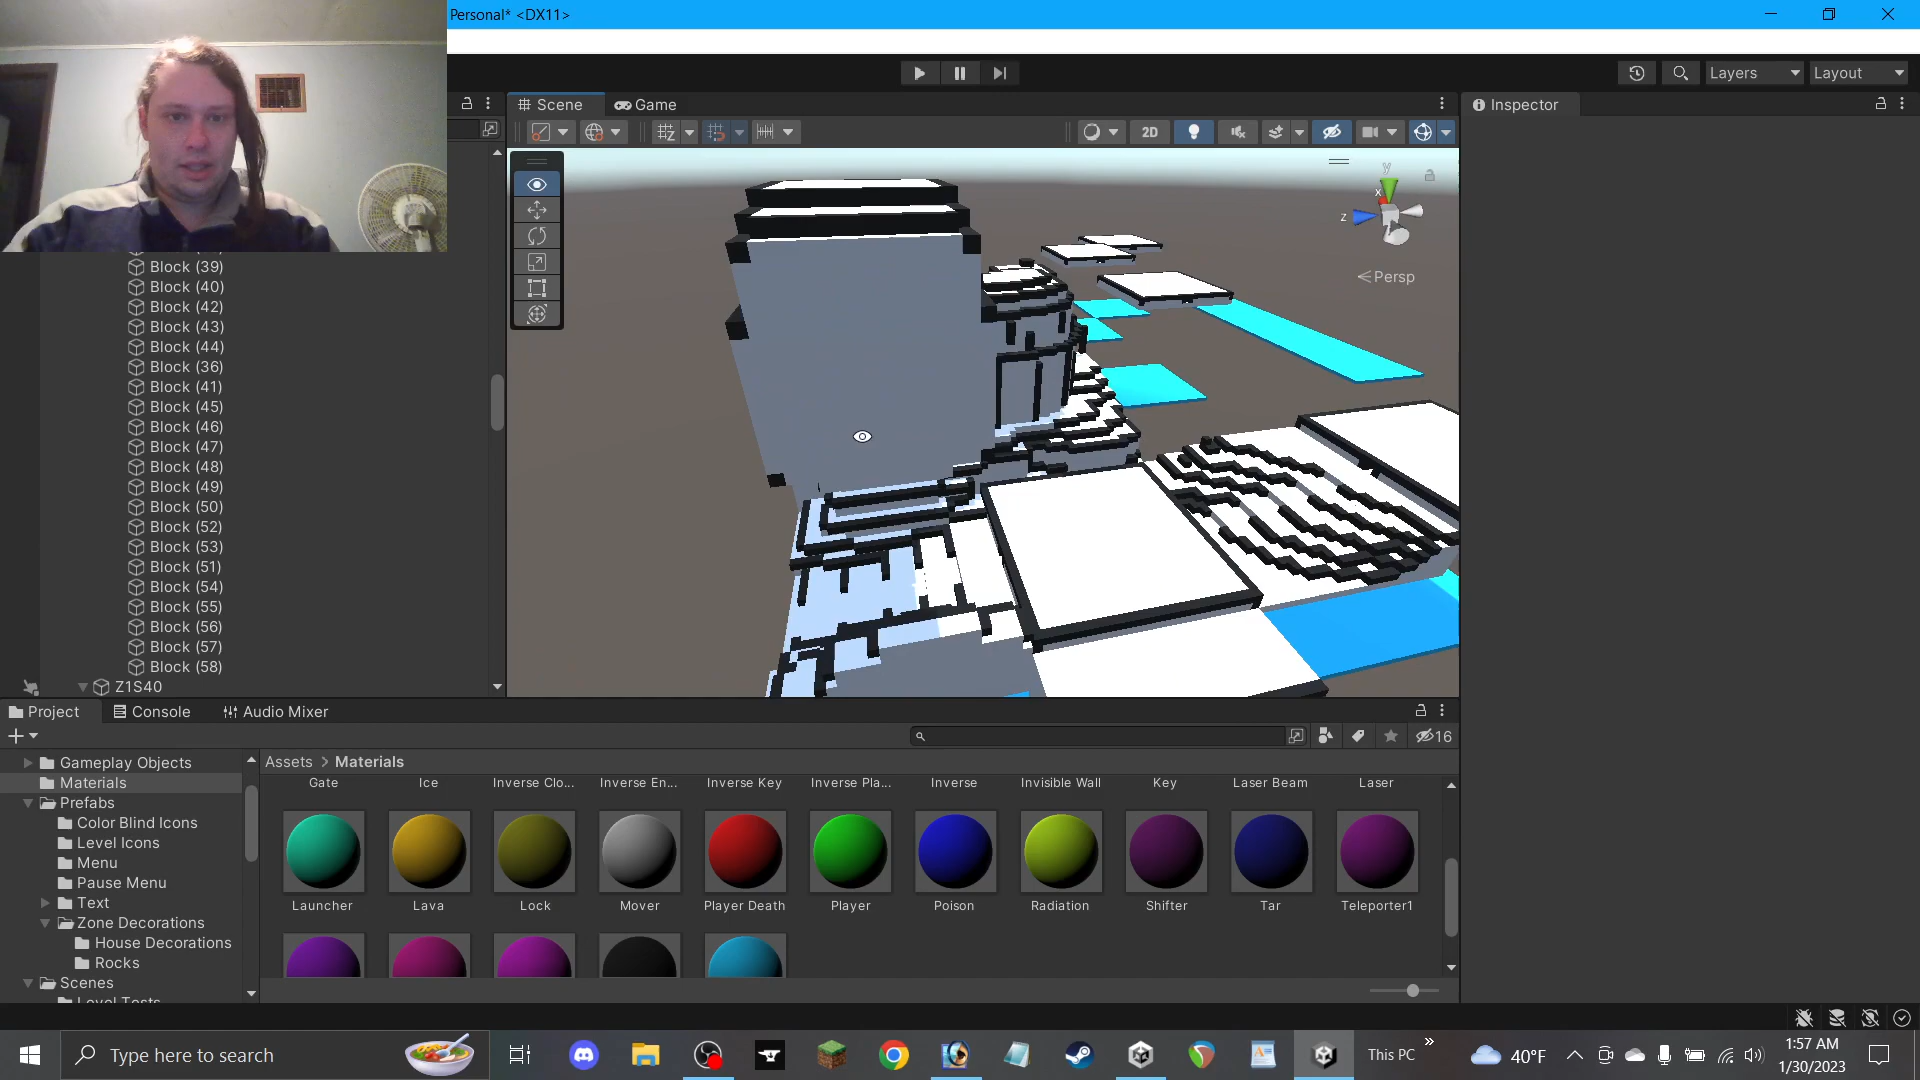 Personal* <DX11>
Layers
Layout
Scene
Game
Inspector
2D
y
x
z
Persp
Block (39)
Block (40)
Block (42)
Block (43)
Block (44)
Block (36)
Block (41)
Block (45)
Block (46)
Block (47)
Block (48)
Block (49)
Block (50)
Block (52)
Block (53)
Block (51)
Block (54)
Block (55)
Block (56)
Block (57)
Block (58)
Z1S40
Project
Console
Audio Mixer
16
Gameplay Objects
Materials
Prefabs
Color Blind Icons
Level Icons
Menu
Pause Menu
Text
Zone Decorations
House Decorations
Rocks
Scenes
Level Tests
Assets > Materials
Gate
Ice
Inverse Clo...
Inverse En...
Inverse Key
Inverse Pla...
Inverse
Invisible Wall
Key
Laser Beam
Laser
Launcher
Lava
Lock
Mover
Player Death
Player
Poison
Radiation
Shifter
Tar
Teleporter1
Type here to search
This PC
40°F
1:57 AM
1/30/2023